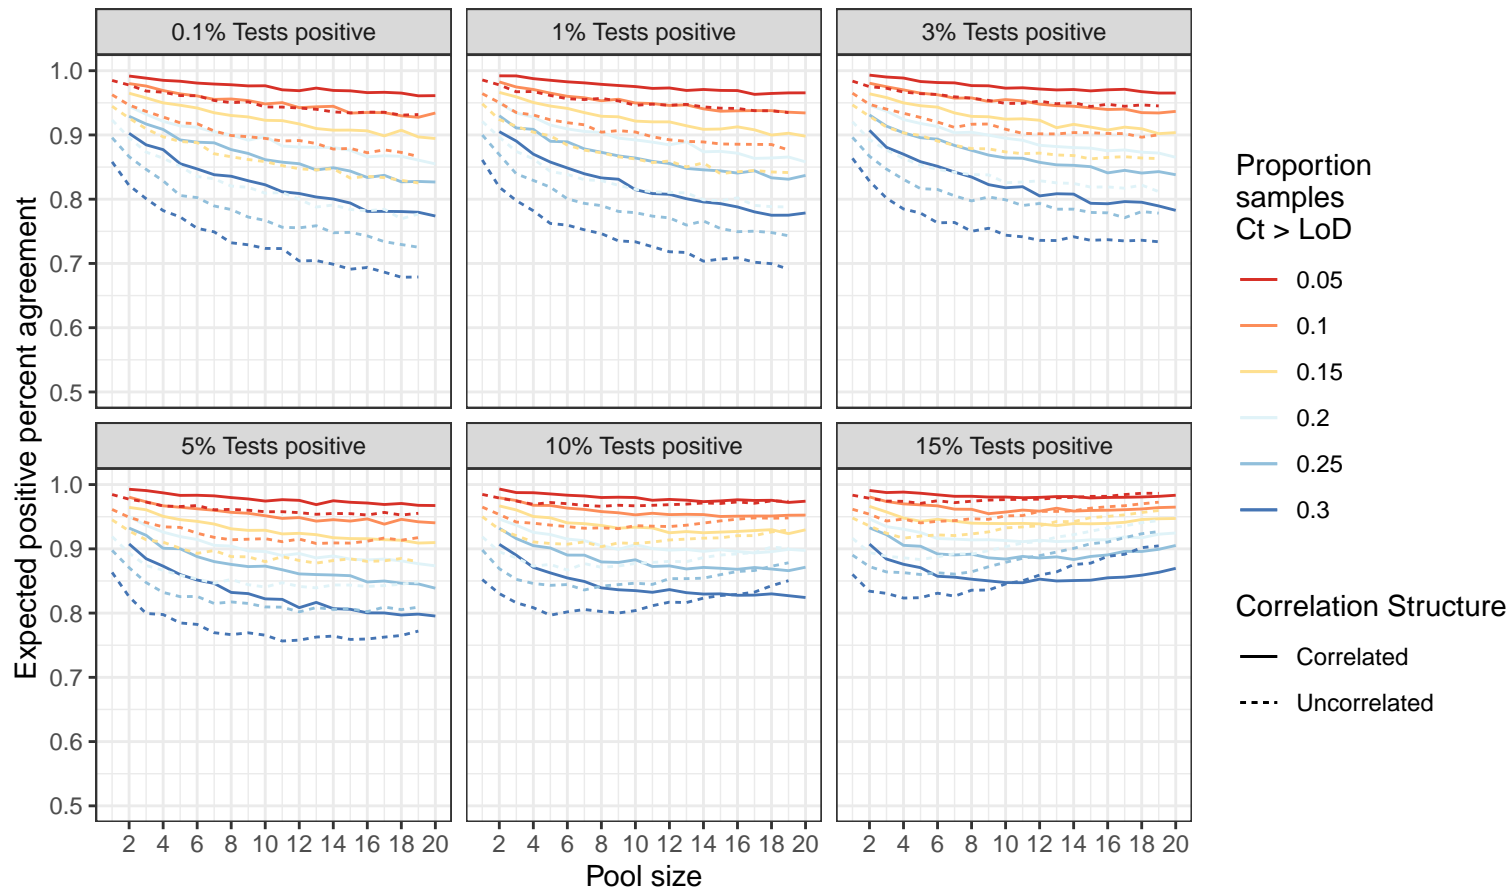 0.1% Tests positive
1% Tests positive
3% Tests positive
1.0
0.9
0.8
0.7
0.6
0.5
5% Tests positive
10% Tests positive
15% Tests positive
1.0
0.9
0.8
0.7
0.6
0.5
2 4 6 8 10 12 14 16 18 20
2 4 6 8 10 12 14 16 18 20
2 4 6 8 10 12 14 16 18 20
Pool size
Expected positive percent agreement
Proportion
samples
Ct > LoD
0.05
0.1
0.15
0.2
0.25
0.3
Correlation Structure
Correlated
Uncorrelated